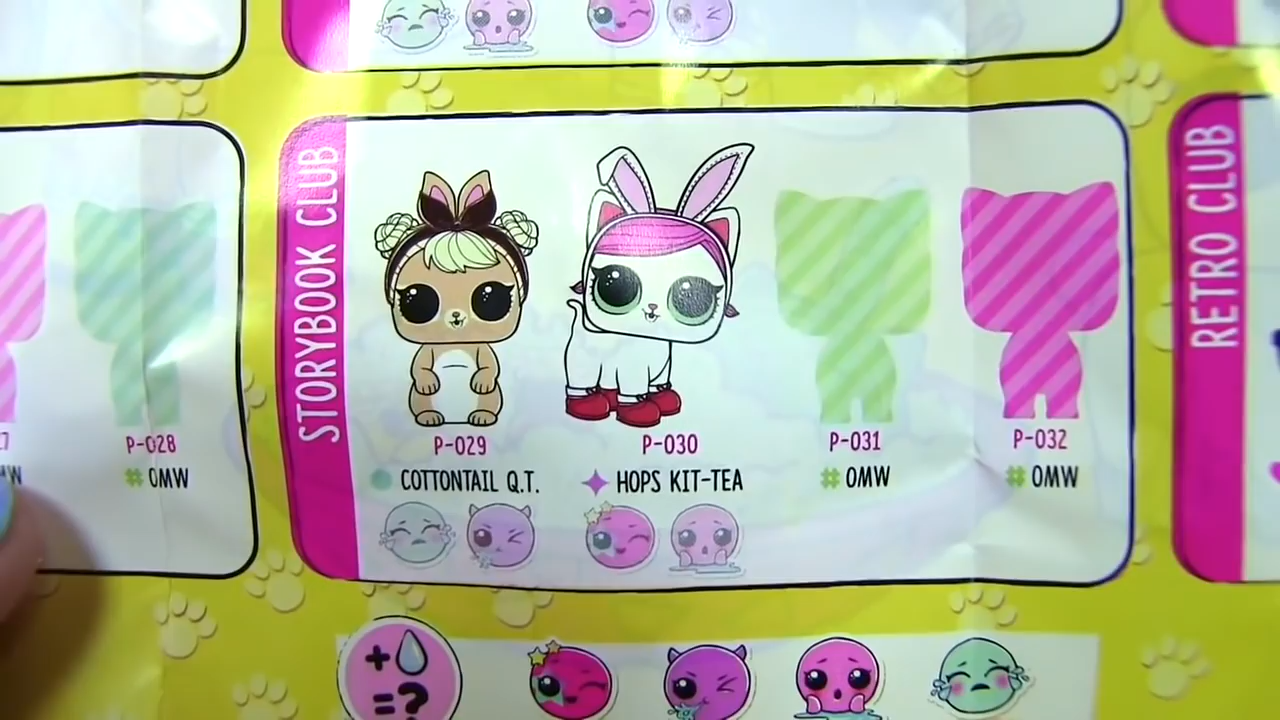 STORYBOOK CLUB
RETRO CLUB
P-028
P-029
P-030
P-031
P-032
#OMW
COTTONTAIL Q.T.
HOPS KIT-TEA
#OMW
#OMW
+
=?